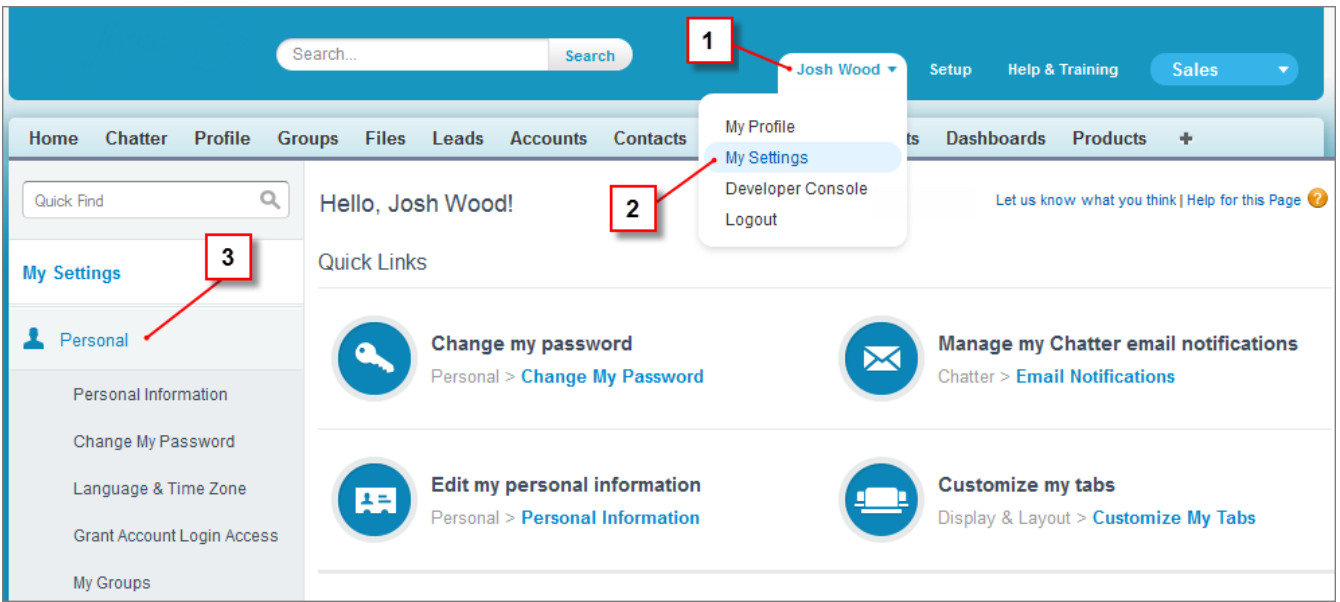 Search... Search
1
Josh Wood Setup Help & Training Sales
Home Chatter Profile Groups Files Leads Accounts Contacts ts Dashboards Products +
My Profile
My Settings
Developer Console
Logout
2
Quick Find
Hello, Josh Wood!
Let us know what you think | Help for this Page ?
3
My Settings
Quick Links
Personal
Personal Information
Change My Password
Language & Time Zone
Grant Account Login Access
My Groups
Change my password
Personal > Change My Password
Manage my Chatter email notifications
Chatter > Email Notifications
Edit my personal information
Personal > Personal Information
Customize my tabs
Display & Layout > Customize My Tabs